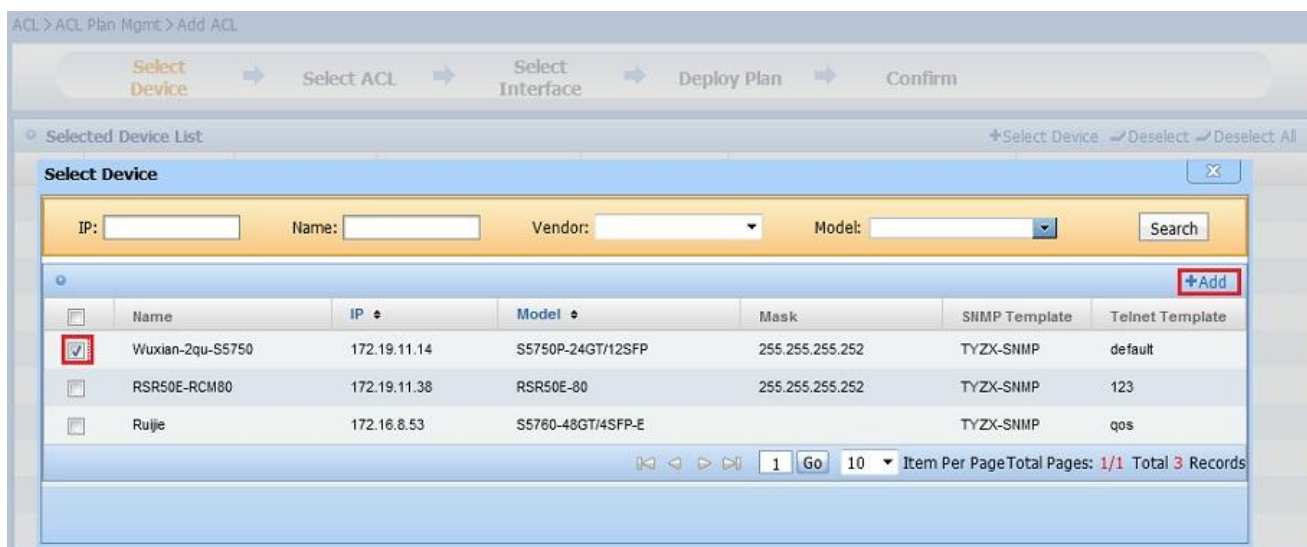 ACL > ACL Plan Mgmt > Add ACL
Select Device Select ACL Select Interface Deploy Plan Confirm
Selected Device List +Select Device Deselect Deselect All
Select Device
IP: Name: Vendor: Model: Search
+Add
Name IP Model Mask SNMP Template Telnet Template
Wuxian-2qu-S5750 172.19.11.14 S5750P-24GT/12SFP 255.255.255.252 TYZX-SNMP default
RSR50E-RCM80 172.19.11.38 RSR50E-80 255.255.255.252 TYZX-SNMP 123
Ruijie 172.16.8.53 S5760-48GT/4SFP-E TYZX-SNMP qos
1 Go 10 Item Per Page Total Pages: 1/1 Total 3 Records